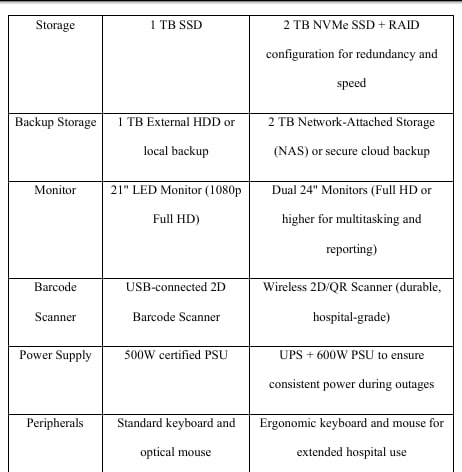 Storage 1 TB SSD 2 TB NVMe SSD + RAID
configuration for redundancy and
speed
Backup Storage 1 TB External HDD or 2 TB Network-Attached Storage
local backup (NAS) or secure cloud backup
Monitor 21" LED Monitor (1080p Dual 24" Monitors (Full HD or
Full HD) higher for multitasking and
reporting)
Barcode USB-connected 2D Wireless 2D/QR Scanner (durable,
Scanner Barcode Scanner hospital-grade)
Power Supply 500W certified PSU UPS + 600W PSU to ensure
consistent power during outages
Peripherals Standard keyboard and Ergonomic keyboard and mouse for
optical mouse extended hospital use